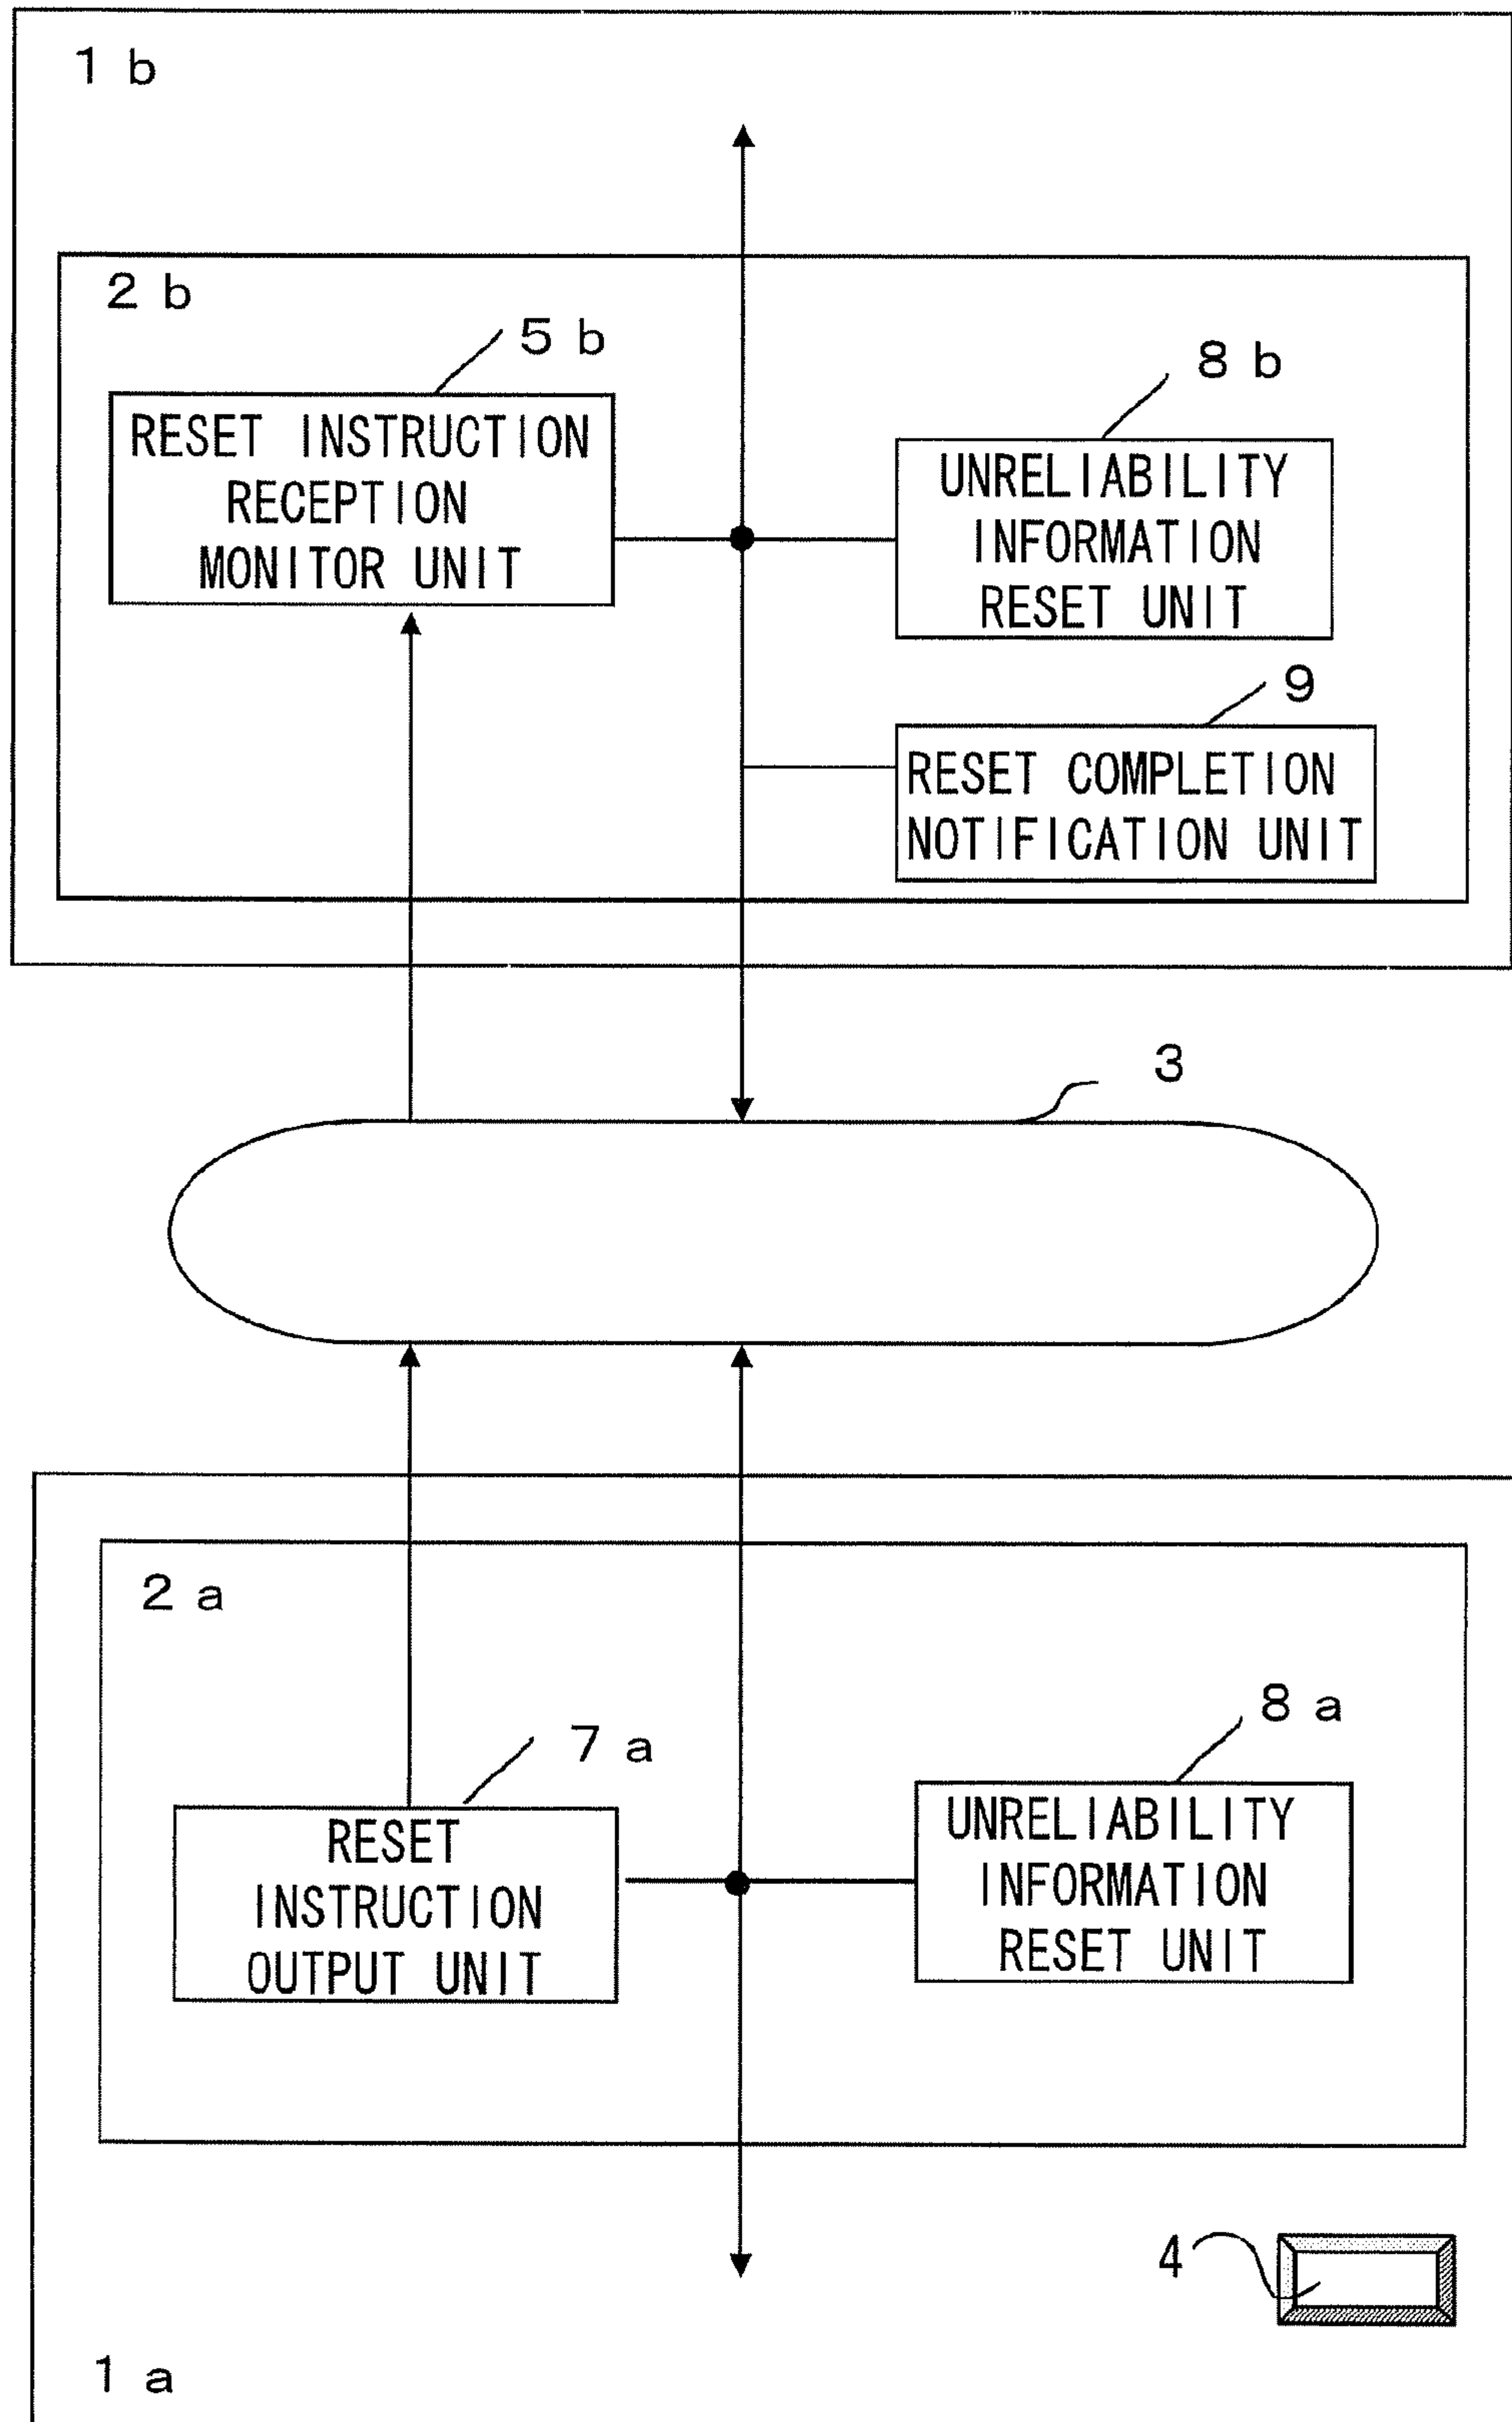 1 b
2 b
5 b
8 b
RESET INSTRUCTION
RECEPTION
MONITOR UNIT
UNRELIABILITY
INFORMATION
RESET UNIT
9
RESET COMPLETION
NOTIFICATION UNIT
3
2 a
7 a
8 a
RESET
INSTRUCTION
OUTPUT UNIT
UNRELIABILITY
INFORMATION
RESET UNIT
4
1 a